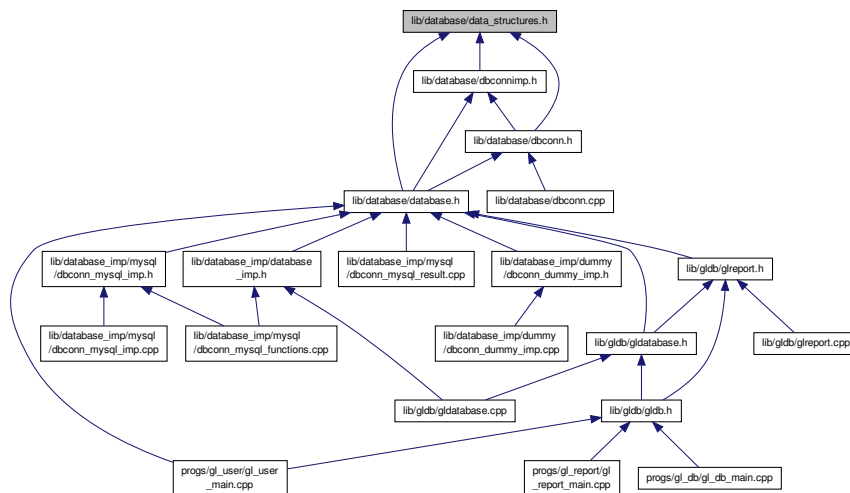 lib/database/data_structures.h
lib/database/dbconnimp.h
lib/database/dbconn.h
lib/database/database.h
lib/database/dbconn.cpp
lib/database_imp/mysql
/dbconn_mysql_imp.h
lib/database_imp/database
_imp.h
lib/database_imp/mysql
/dbconn_mysql_result.cpp
lib/database_imp/dummy
/dbconn_dummy_imp.h
lib/gldb/glreport.h
lib/database_imp/mysql
/dbconn_mysql_imp.cpp
lib/database_imp/mysql
/dbconn_mysql_functions.cpp
lib/database_imp/dummy
/dbconn_dummy_imp.cpp
lib/gldb/gldatabase.h
lib/gldb/glreport.cpp
lib/gldb/gldatabase.cpp
lib/gldb/gldb.h
progs/gl_user/gl_user
_main.cpp
progs/gl_report/gl
_report_main.cpp
progs/gl_db/gl_db_main.cpp